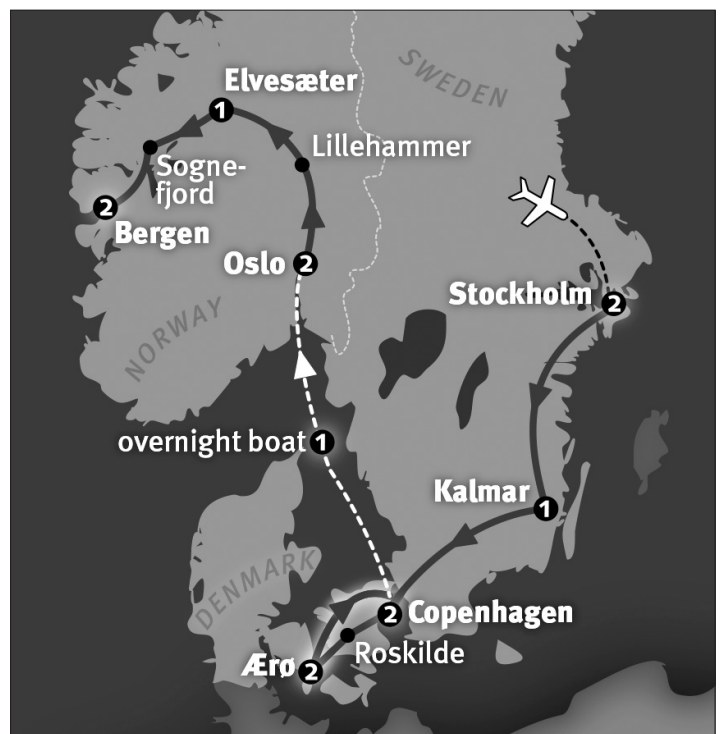 SWEDEN
Elvesæter
1
Lillehammer
Sogne-
fjord
2
Bergen
Oslo 2
Stockholm 2
NORWAY
overnight boat 1
Kalmar 1
DENMARK
2 Copenhagen
Roskilde
Ærø 2